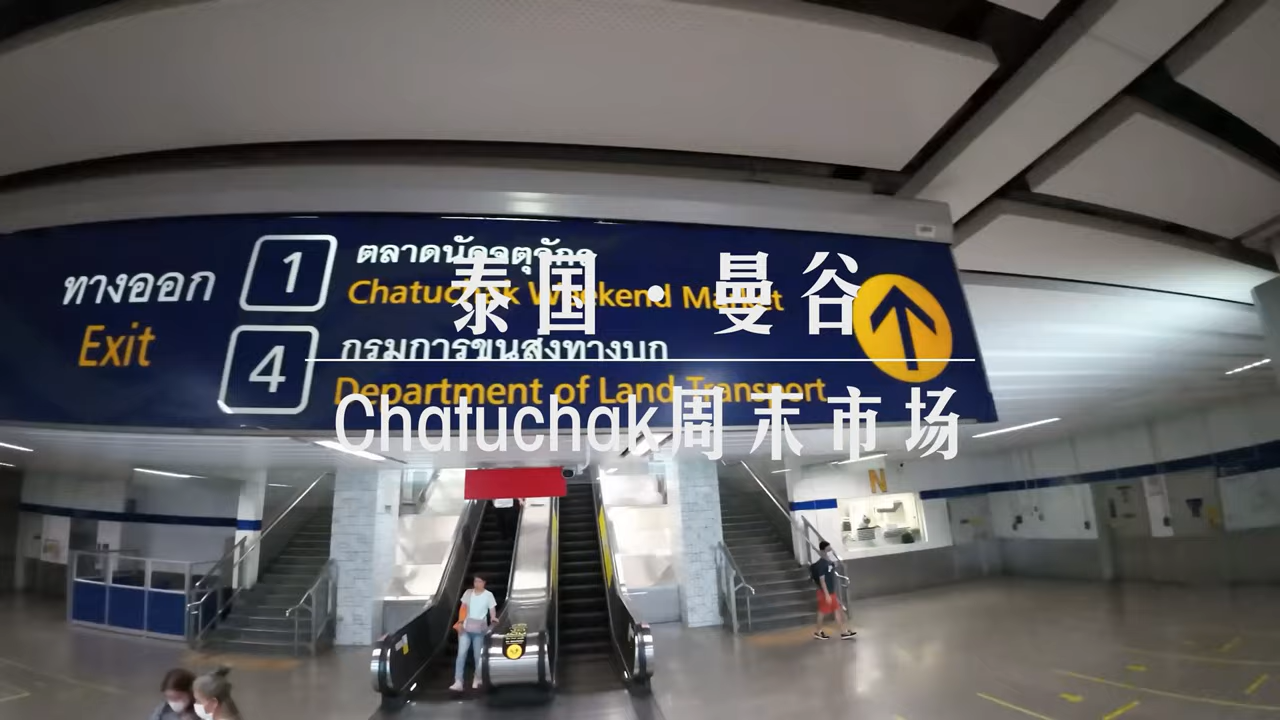 ทางออก
Exit
1
ตลาดนัดจตุจักร
Chatuchak Weekend Market
4
กรมการขนส่งทางบก
Department of Land Transport
泰国·曼谷
Chatuchak周末市场
N